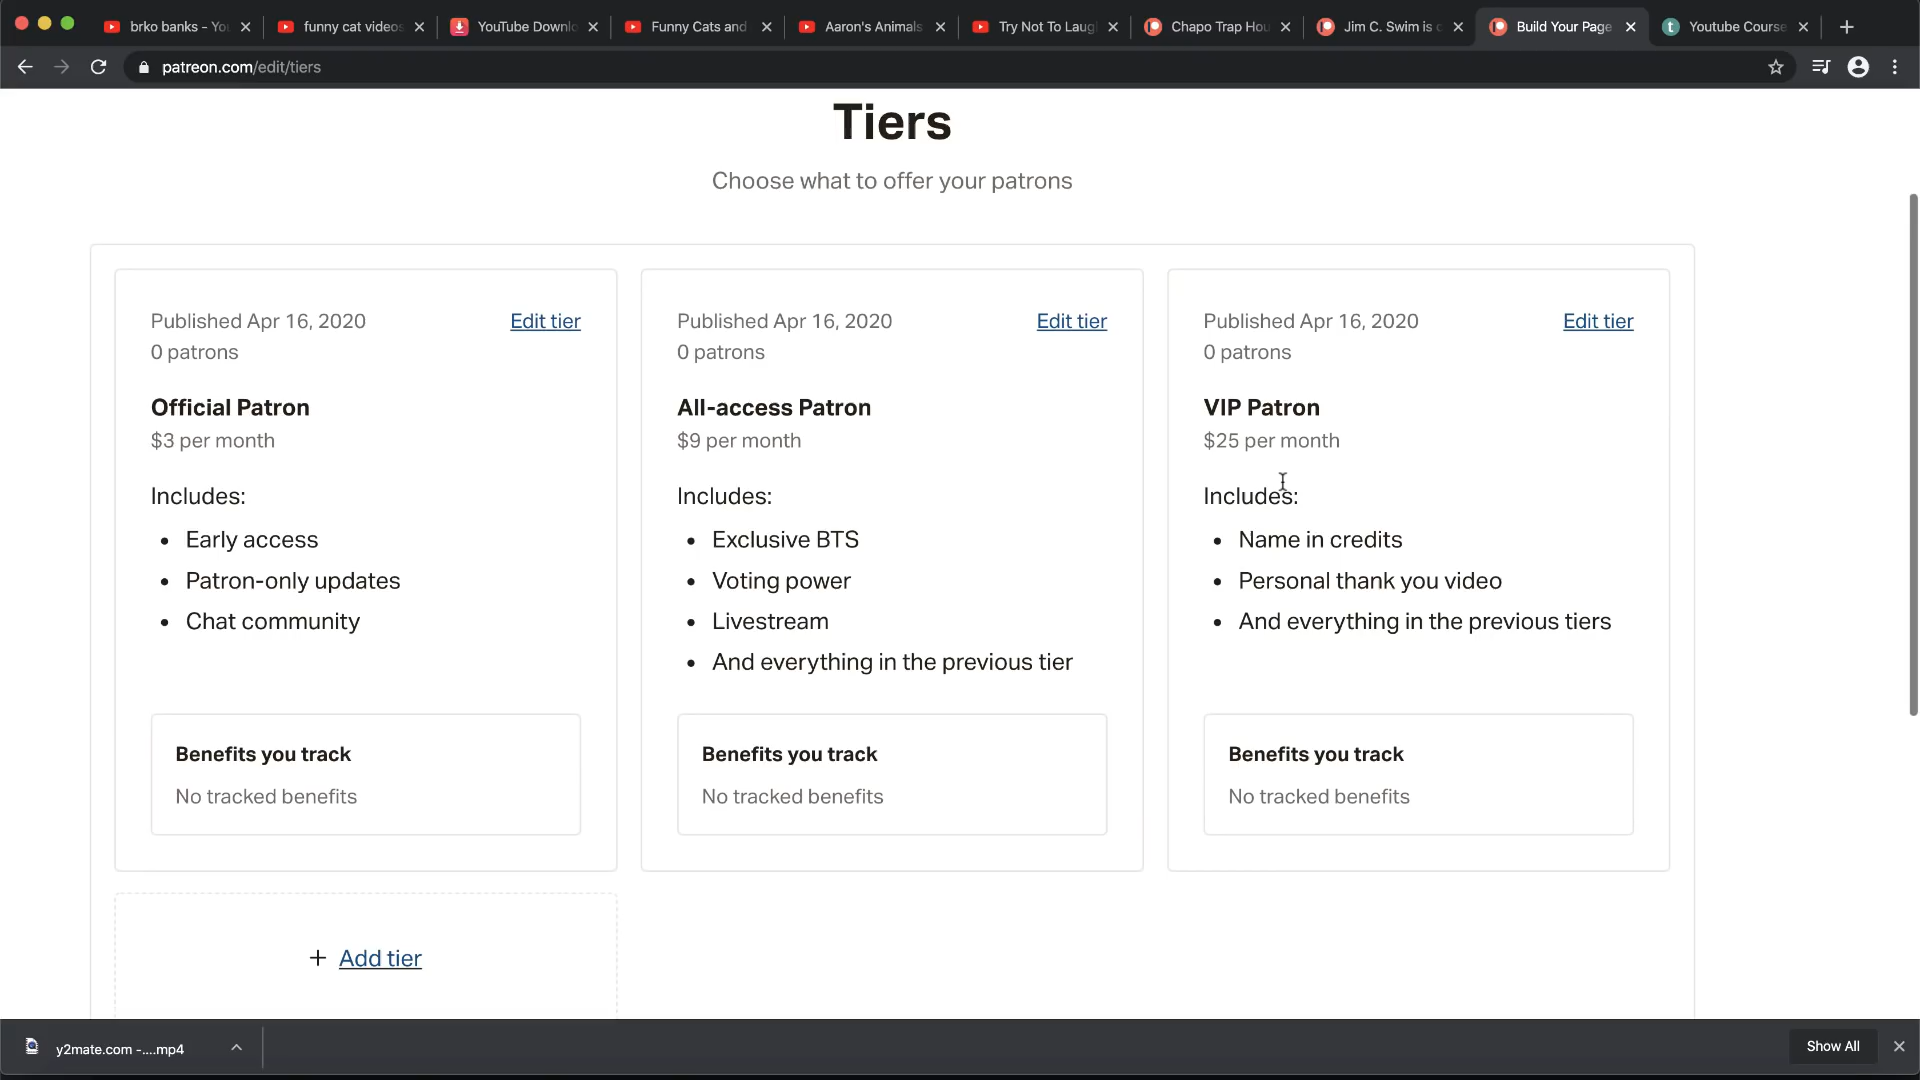 brko banks - Yo
funny cat videos
YouTube Downlo
Funny Cats and
Aaron's Animals
Try Not To Laug
Chapo Trap Hou
Jim C. Swim is c
Build Your Page
Youtube Course
patreon.com/edit/tiers
Tiers
Choose what to offer your patrons
Published Apr 16, 2020
Edit tier
0 patrons
Official Patron
$3 per month
Includes:
Early access
Patron-only updates
Chat community
Benefits you track
No tracked benefits
Published Apr 16, 2020
Edit tier
0 patrons
All-access Patron
$9 per month
Includes:
Exclusive BTS
Voting power
Livestream
And everything in the previous tier
Benefits you track
No tracked benefits
Published Apr 16, 2020
Edit tier
0 patrons
VIP Patron
$25 per month
Includes:
Name in credits
Personal thank you video
And everything in the previous tiers
Benefits you track
No tracked benefits
+ Add tier
y2mate.com -....mp4
Show All